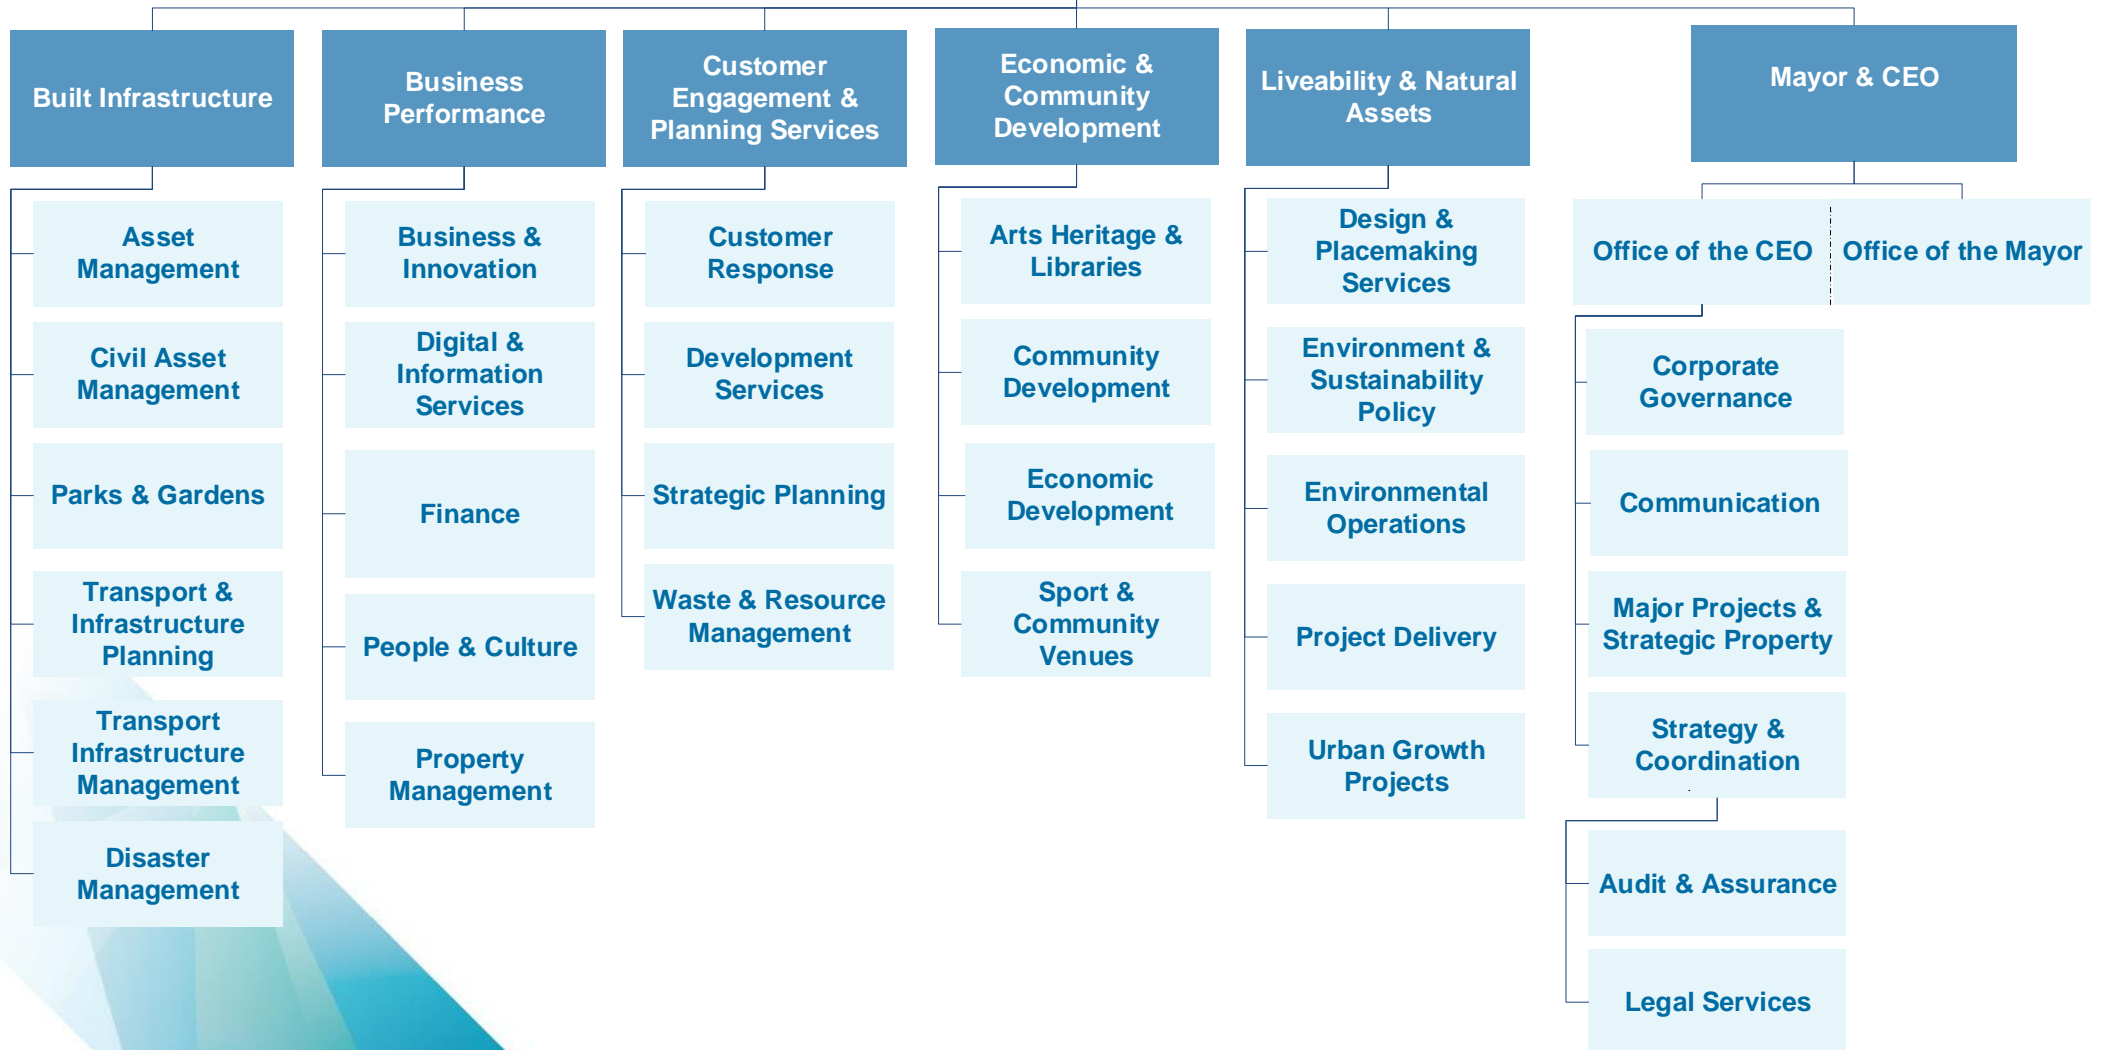 Built Infrastructure
Asset
Management
Civil Asset
Management
Parks & Gardens
Transport &
Infrastructure
Planning
Transport
Infrastructure
Management
Disaster
Management
Business
Performance
Business &
Innovation
Digital &
Information
Services
Finance
People & Culture
Property
Management
Customer
Engagement &
Planning Services
Customer
Response
Development
Services
Strategic Planning
Waste & Resource
Management
Economic &
Community
Development
Arts Heritage &
Libraries
Community
Development
Economic
Development
Sport &
Community
Venues
Liveability & Natural
Assets
Design &
Placemaking
Services
Environment &
Sustainability
Policy
Environmental
Operations
Project Delivery
Urban Growth
Projects
Mayor & CEO
Office of the CEO
Office of the Mayor
Corporate
Governance
Communication
Major Projects &
Strategic Property
Strategy &
Coordination
Audit & Assurance
Legal Services